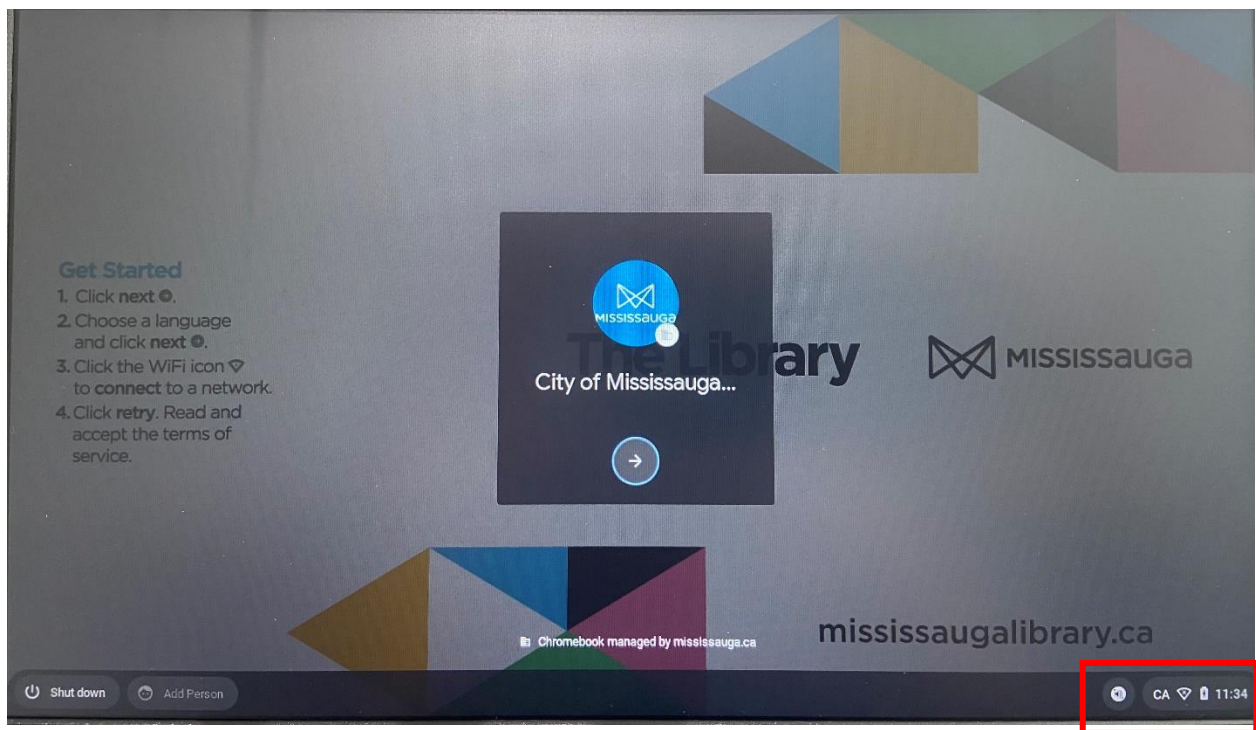 Get Started
1. Click next.
2. Choose a language
and click next.
3. Click the WiFi icon
to connect to a network.
4. Click retry. Read and
accept the terms of
service.
MISSISSAUGA
The Library
MISSISSAUGA
City of Mississauga...
Chromebook managed by mississauga.ca
mississaugalibrary.ca
Shut down
Add Person
CA 11:34